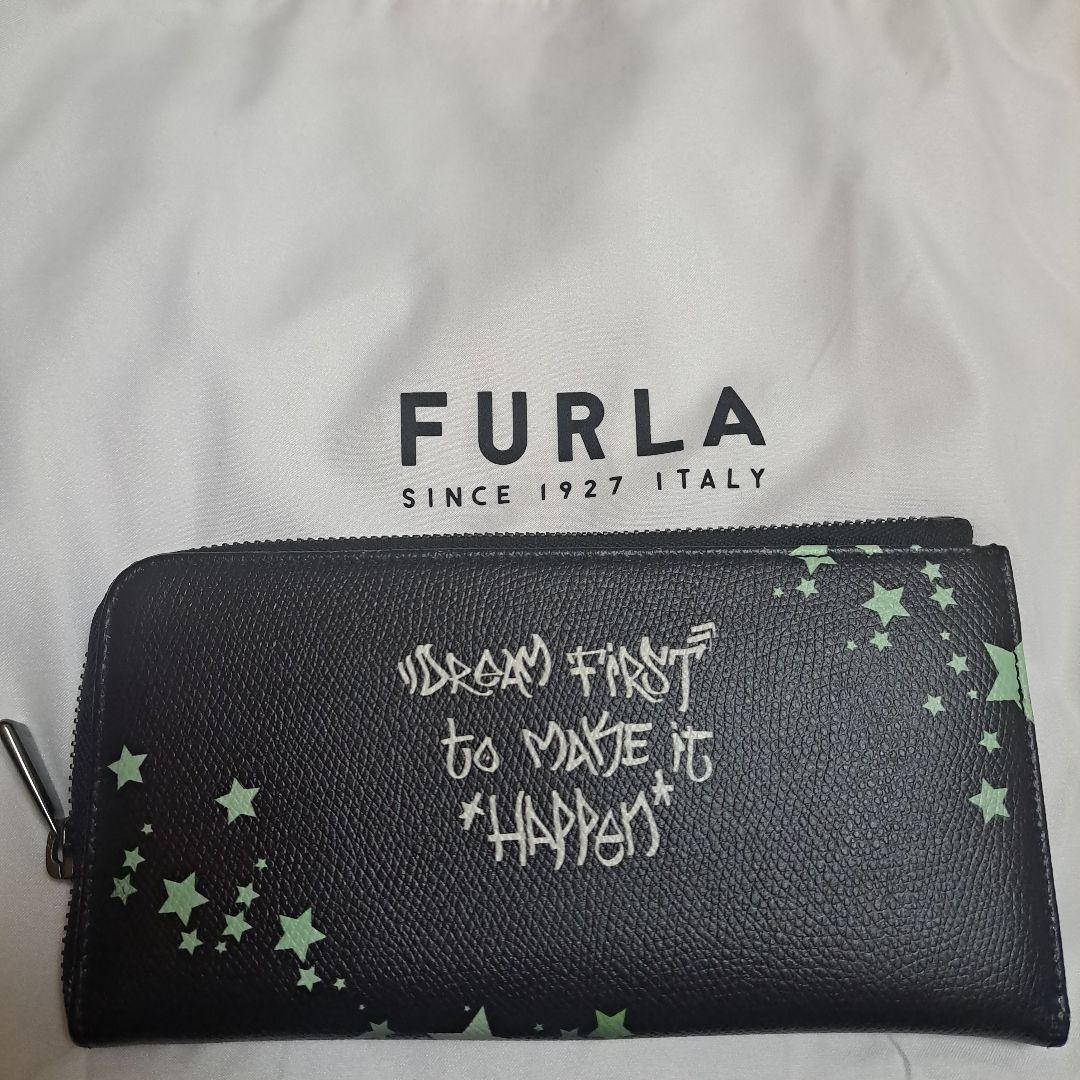 FURLA
SINCE 1927 ITALY
"DREAM FiRST"
to MAKE it
*HAPPEN*